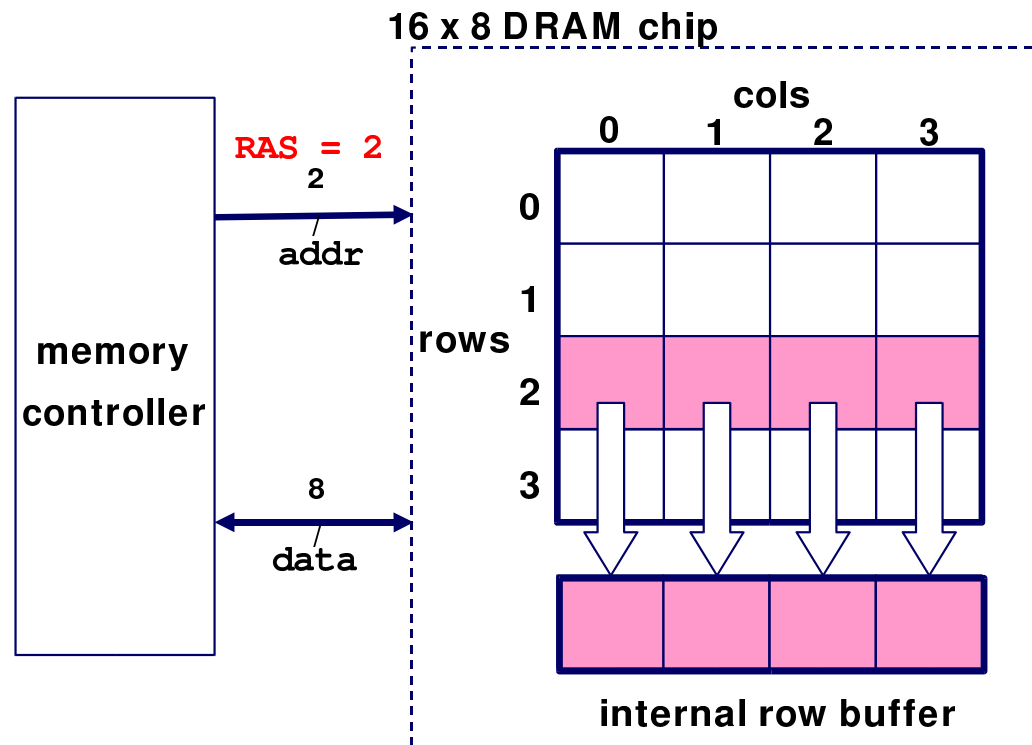 16 x 8 DRAM chip
cols
0 1 2 3
RAS = 2
2
addr
0
1
rows
2
3
memory
controller
8
data
internal row buffer